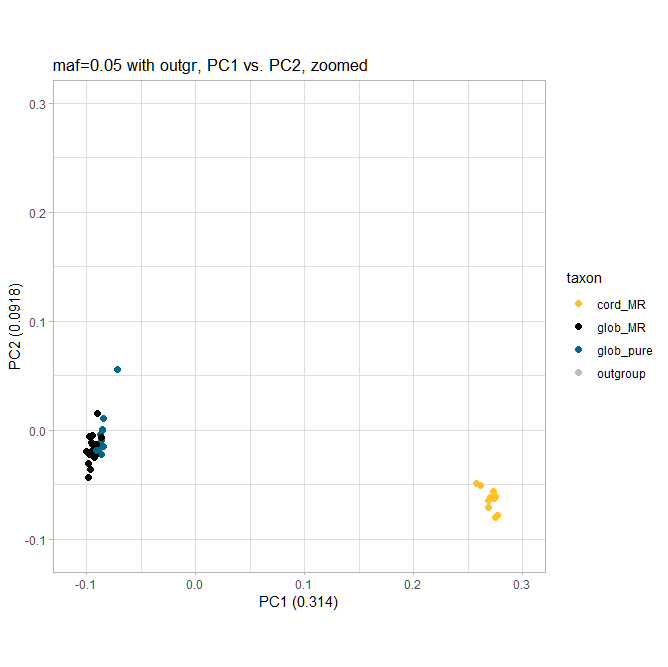 maf=0.05 with outgr, PC1 vs. PC2, zoomed
0.3
0.2
0.1
0.0
-0.1
PC2 (0.0918)
-0.1
0.0
0.1
0.2
0.3
PC1 (0.314)
taxon
cord_MR
glob_MR
glob_pure
outgroup